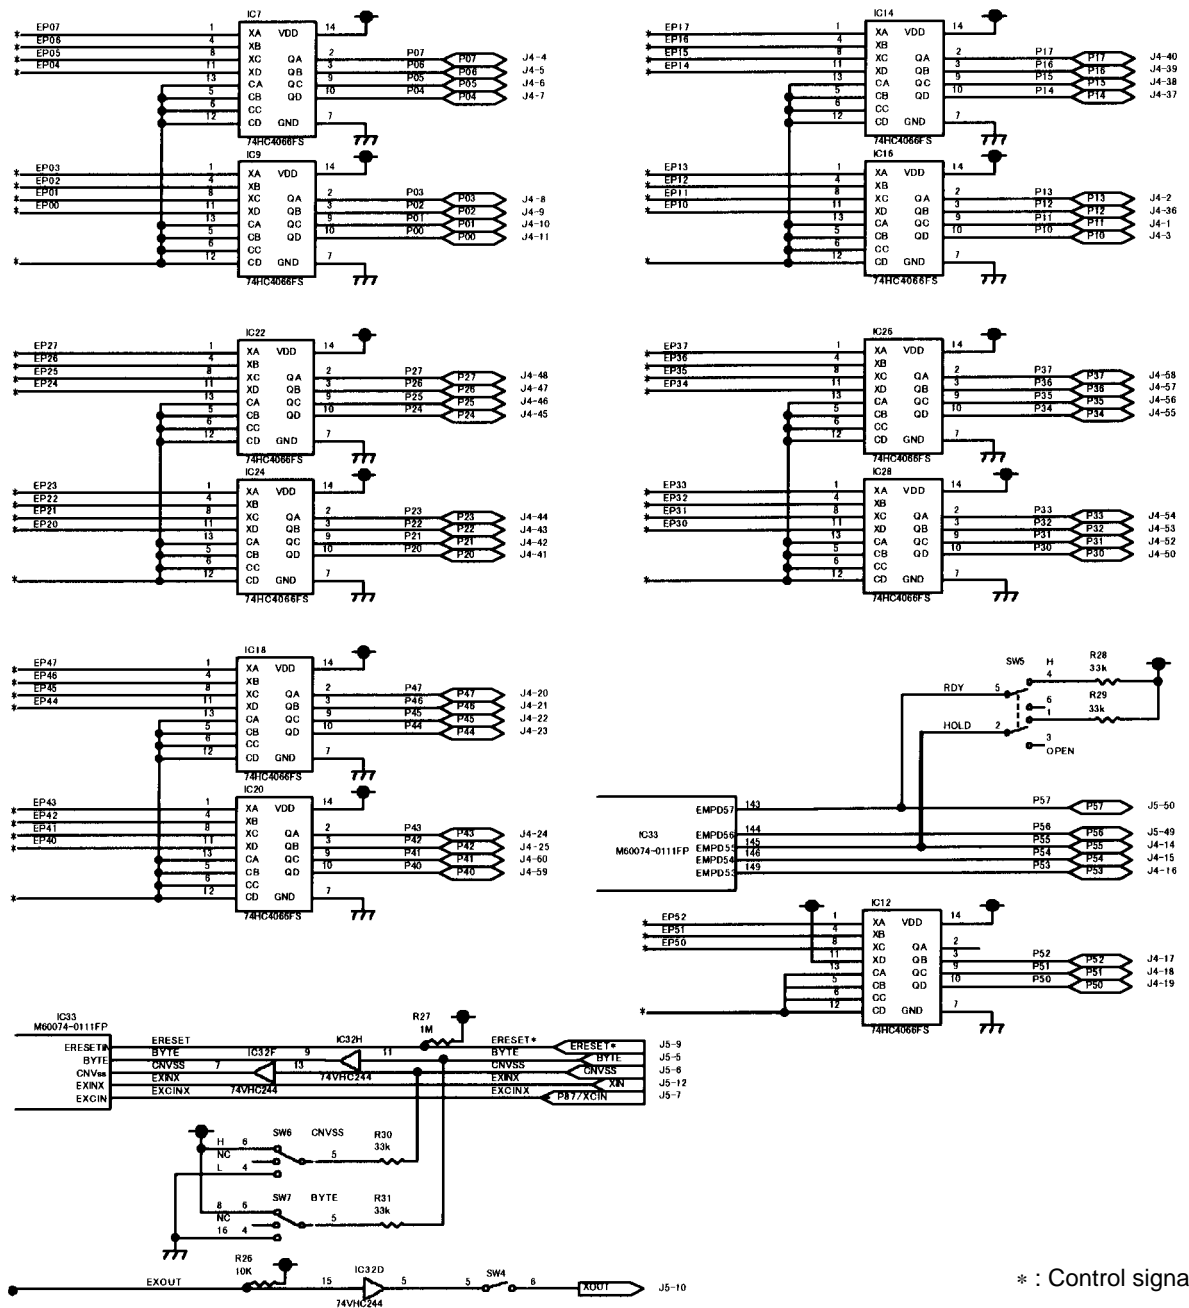 IC7
EP07 1 XA VDD 14
EP06 4 XB
EP05 8 XC QA 2 P07 P07 J4-4
EP04 11 XD QB 3 P06 P06 J4-5
13 CA QC 9 P05 P05 J4-6
5 CB QD 10 P04 P04 J4-7
6 CC
12 CD GND 7
74HC4066FS
IC9
EP03 1 XA VDD 14
EP02 4 XB
EP01 8 XC QA 2 P03 P03 J4-8
EP00 11 XD QB 3 P02 P02 J4-9
13 CA QC 9 P01 P01 J4-10
5 CB QD 10 P00 P00 J4-11
6 CC
* 12 CD GND 7
74HC4066FS
IC14
EP17 1 XA VDD 14
EP16 4 XB
EP15 8 XC QA 2 P17 P17 J4-40
EP14 11 XD QB 3 P16 P16 J4-39
13 CA QC 9 P15 P15 J4-38
5 CB QD 10 P14 P14 J4-37
6 CC
12 CD GND 7
74HC4066FS
IC16
EP13 1 XA VDD 14
EP12 4 XB
EP11 8 XC QA 2 P13 P13 J4-2
EP10 11 XD QB 3 P12 P12 J4-36
13 CA QC 9 P11 P11 J4-1
5 CB QD 10 P10 P10 J4-3
6 CC
* 12 CD GND 7
74HC4066FS
IC22
EP27 1 XA VDD 14
EP26 4 XB
EP25 8 XC QA 2 P27 P27 J4-48
EP24 11 XD QB 3 P26 P26 J4-47
13 CA QC 9 P25 P25 J4-46
5 CB QD 10 P24 P24 J4-45
6 CC
12 CD GND 7
74HC4066FS
IC24
EP23 1 XA VDD 14
EP22 4 XB
EP21 8 XC QA 2 P23 P23 J4-44
EP20 11 XD QB 3 P22 P22 J4-43
13 CA QC 9 P21 P21 J4-42
5 CB QD 10 P20 P20 J4-41
6 CC
* 12 CD GND 7
74HC4066FS
IC26
EP37 1 XA VDD 14
EP36 4 XB
EP35 8 XC QA 2 P37 P37 J4-58
EP34 11 XD QB 3 P36 P36 J4-57
13 CA QC 9 P35 P35 J4-56
5 CB QD 10 P34 P34 J4-55
6 CC
12 CD GND 7
74HC4066FS
IC28
EP33 1 XA VDD 14
EP32 4 XB
EP31 8 XC QA 2 P33 P33 J4-54
EP30 11 XD QB 3 P32 P32 J4-53
13 CA QC 9 P31 P31 J4-52
5 CB QD 10 P30 P30 J4-50
6 CC
* 12 CD GND 7
74HC4066FS
IC18
EP47 1 XA VDD 14
EP46 4 XB
EP45 8 XC QA 2 P47 P47 J4-20
EP44 11 XD QB 3 P46 P46 J4-21
13 CA QC 9 P45 P45 J4-22
5 CB QD 10 P44 P44 J4-23
6 CC
12 CD GND 7
74HC4066FS
IC20
EP43 1 XA VDD 14
EP42 4 XB
EP41 8 XC QA 2 P43 P43 J4-24
EP40 11 XD QB 3 P42 P42 J4-25
13 CA QC 9 P41 P41 J4-60
5 CB QD 10 P40 P40 J4-59
6 CC
* 12 CD GND 7
74HC4066FS
SW5 H R28
4 33k
RDY 5 R29
6
1 33k
HOLD 2
3
OPEN
IC33
M60074-0111FP
EMPD57 143 P57 P57 J5-50
EMPD56 144 P56 P56 J5-49
EMPD55 145 P55 P55 J4-14
EMPD54 146 P54 P54 J4-15
EMPD53 149 P53 P53 J4-16
IC12
EP52 1 XA VDD 14
EP51 4 XB
EP50 8 XC QA 2
11 XD QB 3 P52 P52 J4-17
13 CA QC 9 P51 P51 J4-18
5 CB QD 10 P50 P50 J4-19
6 CC
* 12 CD GND 7
74HC4066FS
IC33
M60074-0111FP
R27
1M
ERESETIN ERESET IC32H ERESET* ERESET* J5-9
BYTE BYTE IC32F 9 11 BYTE BYTE J5-5
CNVss CNVSS 7 13 CNVSS CNVSS J5-6
EXINX EXINX 74VHC244 74VHC244 EXINX XIN J5-12
EXCIN EXCINX EXCINX P87/XCIN J5-7
SW6 CNVSS R30
H 6 33k
NC 5
L 4
SW7 BYTE R31
8 6 33k
NC 5
16 4
R26
10K
IC32D
EXOUT 15 5 5 SW4 6 XOUT J5-10
74VHC244
* : Control signa